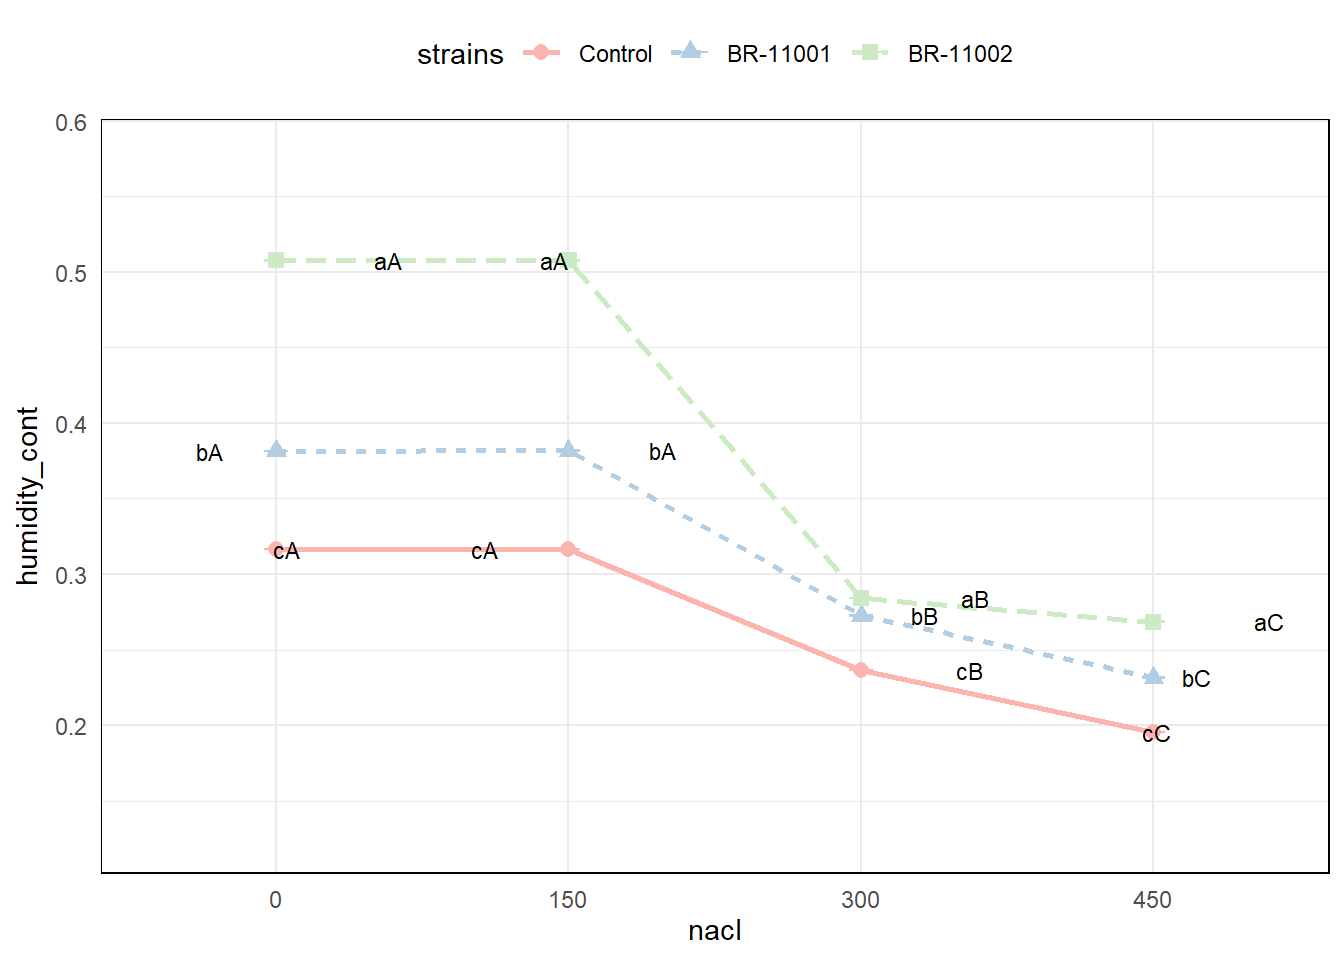 strains Control BR-11001 BR-11002
0.6
0.5
0.4
0.3
0.2
humidity_cont
aA aA
bA bA
cA cA
aB
bB
aC
cB
bC
cC
0 150 300 450
nacl